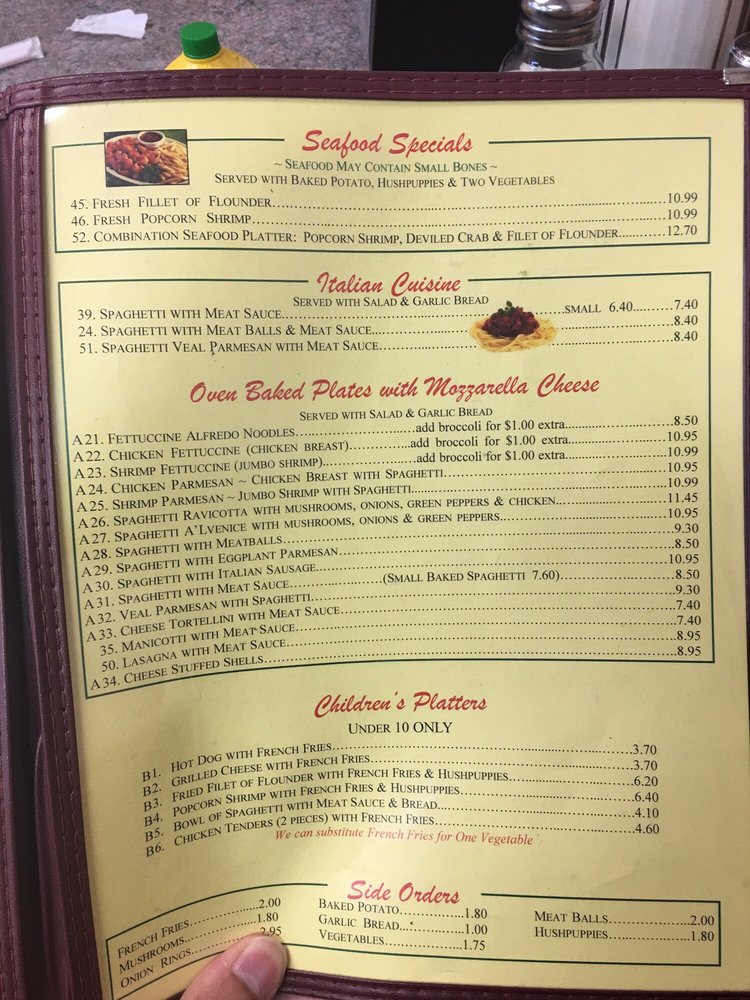 Seafood Specials
~ SEAFOOD MAY CONTAIN SMALL BONES ~
SERVED WITH BAKED POTATO, HUSHPUPPIES & TWO VEGETABLES
45. FRESH FILLET OF FLOUNDER...10.99
46. FRESH POPCORN SHRIMP...10.99
52. COMBINATION SEAFOOD PLATTER: POPCORN SHRIMP, DEVILED CRAB & FILET OF FLOUNDER...12.70
Italian Cuisine
SERVED WITH SALAD & GARLIC BREAD
39. SPAGHETTI WITH MEAT SAUCE...SMALL 6.40...7.40
24. SPAGHETTI WITH MEAT BALLS & MEAT SAUCE...8.40
51. SPAGHETTI VEAL PARMESAN WITH MEAT SAUCE...8.40
Oven Baked Plates with Mozzarella Cheese
SERVED WITH SALAD & GARLIC BREAD
A21. FETTUCCINE ALFREDO NOODLES...add broccoli for $1.00 extra...8.50
A22. CHICKEN FETTUCCINE (CHICKEN BREAST)...add broccoli for $1.00 extra...10.95
A23. SHRIMP FETTUCCINE (JUMBO SHRIMP)...add broccoli for $1.00 extra...10.99
A24. CHICKEN PARMESAN ~ CHICKEN BREAST WITH SPAGHETTI...10.95
A25. SHRIMP PARMESAN ~ JUMBO SHRIMP WITH SPAGHETTI...10.99
A26. SPAGHETTI RAVICOTTA WITH MUSHROOMS, ONIONS, GREEN PEPPERS & CHICKEN...11.45
A27. SPAGHETTI A'LVENICE WITH MUSHROOMS, ONIONS & GREEN PEPPERS...10.95
A28. SPAGHETTI WITH MEATBALLS...9.30
A29. SPAGHETTI WITH EGGPLANT PARMESAN...8.50
A30. SPAGHETTI WITH ITALIAN SAUSAGE...10.95
A31. SPAGHETTI WITH MEAT SAUCE...(SMALL BAKED SPAGHETTI 7.60)...8.50
A32. VEAL PARMESAN WITH SPAGHETTI...9.30
A33. CHEESE TORTELLINI WITH MEAT SAUCE...7.40
35. MANICOTTI WITH MEAT SAUCE...7.40
50. LASAGNA WITH MEAT SAUCE...8.95
A34. CHEESE STUFFED SHELLS...8.95
Children's Platters
UNDER 10 ONLY
B1. HOT DOG WITH FRENCH FRIES...3.70
B2. GRILLED CHEESE WITH FRENCH FRIES...3.70
B3. FRIED FILET OF FLOUNDER WITH FRENCH FRIES & HUSHPUPPIES...6.20
B4. POPCORN SHRIMP WITH FRENCH FRIES & HUSHPUPPIES...6.40
B5. BOWL OF SPAGHETTI WITH MEAT SAUCE & BREAD...4.10
B6. CHICKEN TENDERS (2 PIECES) WITH FRENCH FRIES...4.60
We can substitute French Fries for One Vegetable
Side Orders
FRENCH FRIES...2.00
MUSHROOMS...1.80
ONION RINGS...2.95
BAKED POTATO...1.80
GARLIC BREAD...1.00
VEGETABLES...1.75
MEAT BALLS...2.00
HUSHPUPPIES...1.80